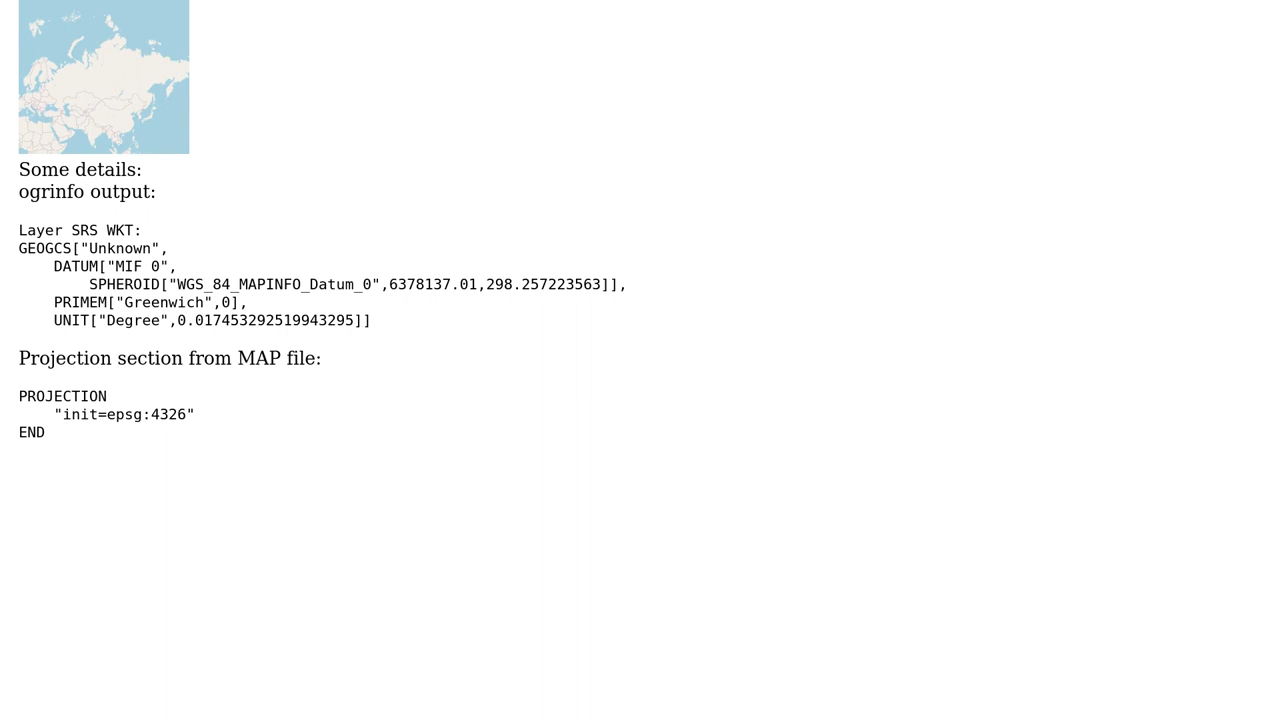 Some details:
ogrinfo output:
Layer SRS WKT:
GEOGCS["Unknown",
    DATUM["MIF 0",
        SPHEROID["WGS_84_MAPINFO_Datum_0",6378137.01,298.257223563]],
    PRIMEM["Greenwich",0],
    UNIT["Degree",0.017453292519943295]]
Projection section from MAP file:
PROJECTION
    "init=epsg:4326"
END